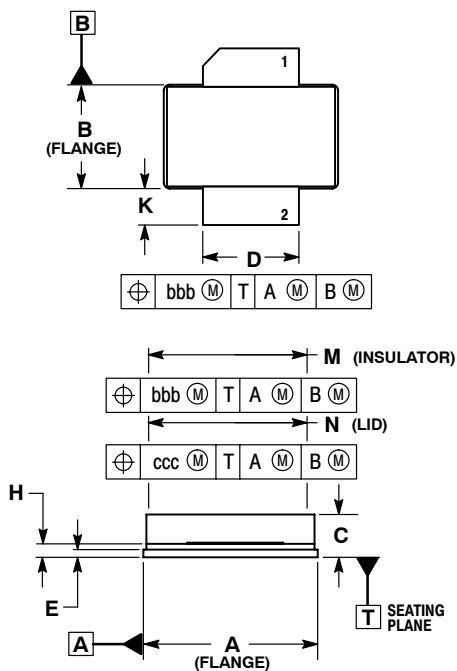 B
1
B
(FLANGE)
K
2
D
⌖ bbb Ⓜ T A Ⓜ B Ⓜ
M (INSULATOR)
⌖ bbb Ⓜ T A Ⓜ B Ⓜ
N (LID)
⌖ ccc Ⓜ T A Ⓜ B Ⓜ
H
C
E
T SEATING
PLANE
A
A
(FLANGE)